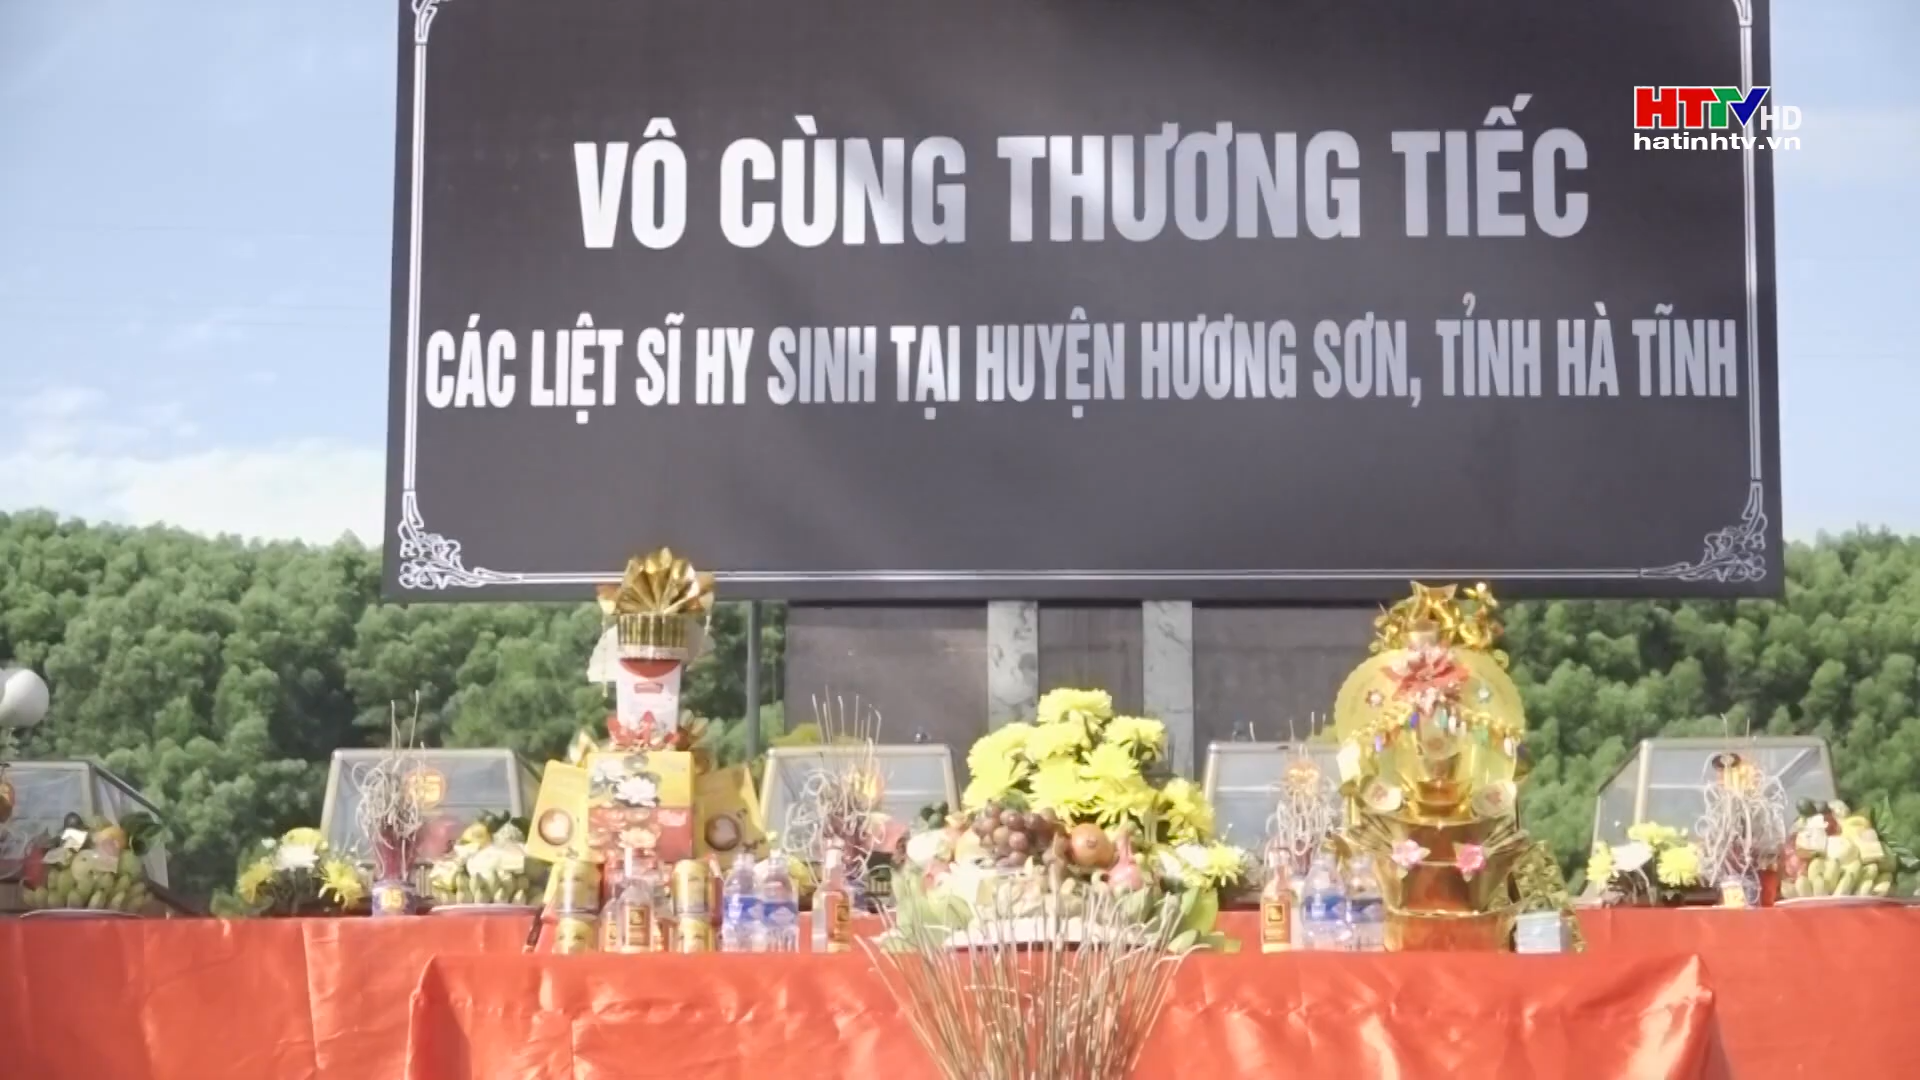 HTTV HD
hatinhtv.vn
VÔ CÙNG THƯƠNG TIẾC
CÁC LIỆT SĨ HY SINH TẠI HUYỆN HƯƠNG SƠN, TỈNH HÀ TĨNH